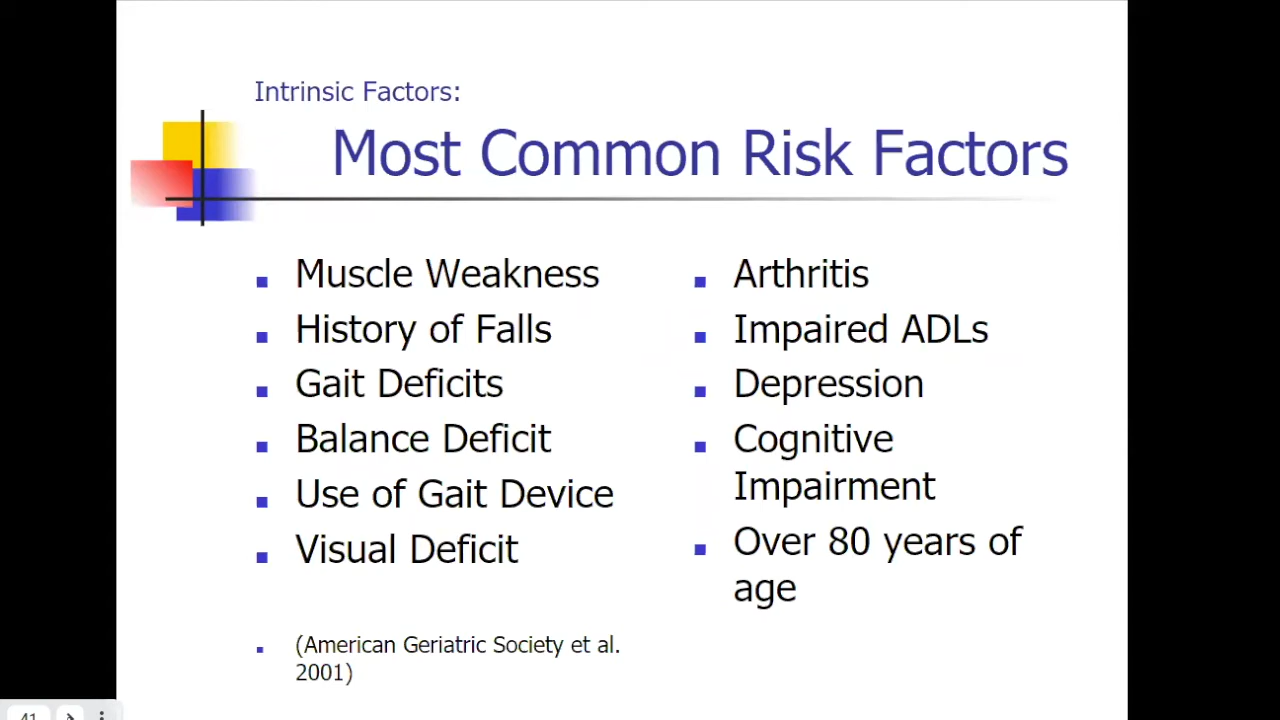 Intrinsic Factors:
Most Common Risk Factors
Muscle Weakness
History of Falls
Gait Deficits
Balance Deficit
Use of Gait Device
Visual Deficit
(American Geriatric Society et al.
2001)
Arthritis
Impaired ADLs
Depression
Cognitive
Impairment
Over 80 years of
age
41